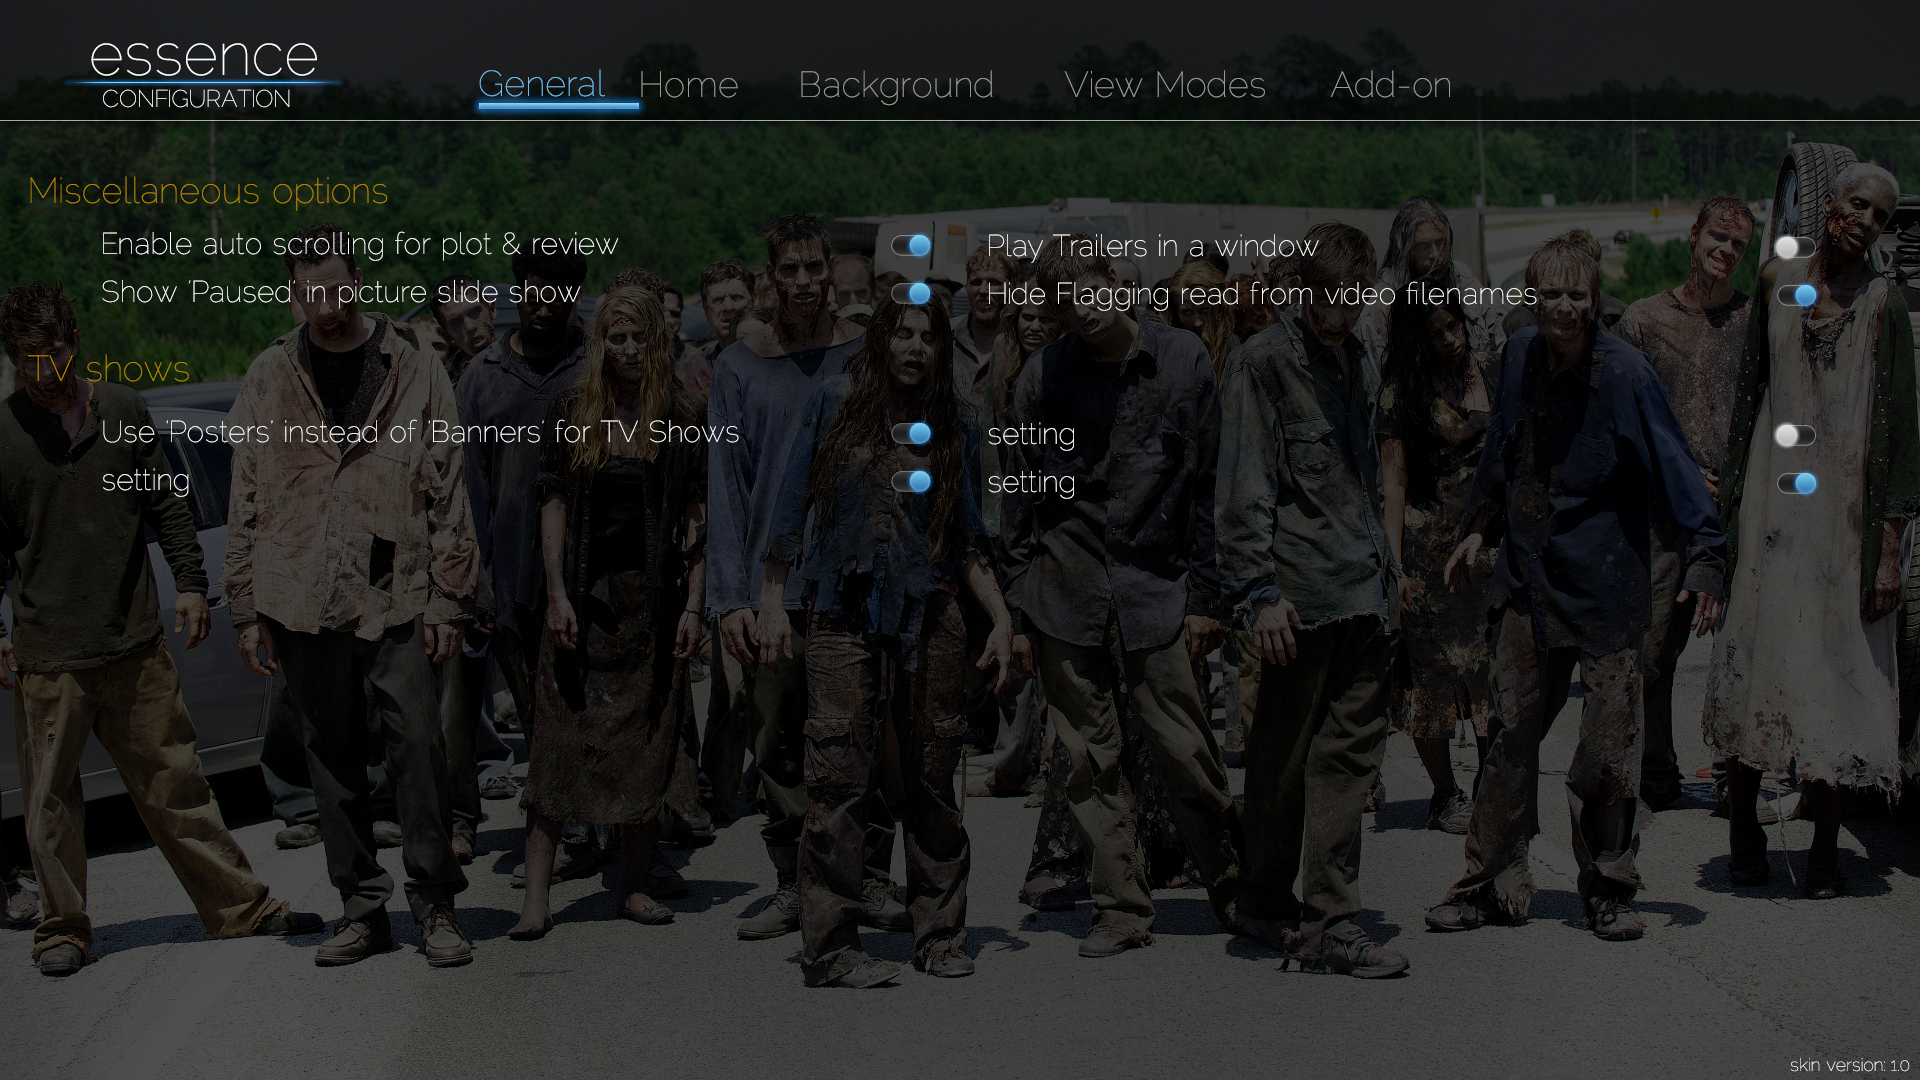 essence
CONFIGURATION
General Home Background View Modes Add-on
Miscellaneous options
Enable auto scrolling for plot & review
Play Trailers in a window
Show 'Paused' in picture slide show
Hide Flagging read from video filenames
TV shows
Use 'Posters' instead of 'Banners' for TV Shows
setting
setting
setting
skin version: 1.0